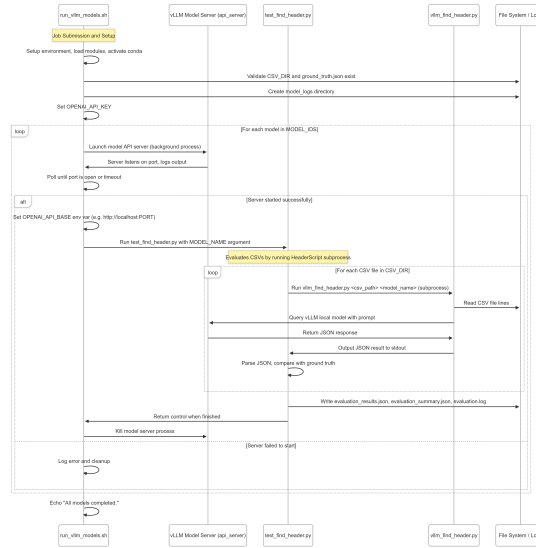 run_vllm_models.sh
vLLM Model Server (api_server)
test_find_header.py
vllm_find_header.py
File System / Lo
Job Submission and Setup
Setup environment, load modules, activate conda
Validate CSV_DIR and ground_truth.json exist
Create model_logs directory
Set OPENAI_API_KEY
loop
[For each model in MODEL_IDS]
Launch model API server (background process)
Server listens on port, logs output
Poll until port is open or timeout
alt
[Server started successfully]
Set OPENAI_API_BASE env var (e.g. http://localhost:PORT)
Run test_find_header.py with MODEL_NAME argument
Evaluates CSVs by running HeaderScript subprocess
loop
[For each CSV file in CSV_DIR]
Run vllm_find_header.py <csv_path> <model_name> (subprocess)
Read CSV file lines
Query vLLM local model with prompt
Return JSON response
Output JSON result to stdout
Parse JSON, compare with ground truth
Write evaluation_results.json, evaluation_summary.json, evaluation.log
Return control when finished
Kill model server process
[Server failed to start]
Log error and cleanup
Echo "All models completed."
run_vllm_models.sh
vLLM Model Server (api_server)
test_find_header.py
vllm_find_header.py
File System / Lo